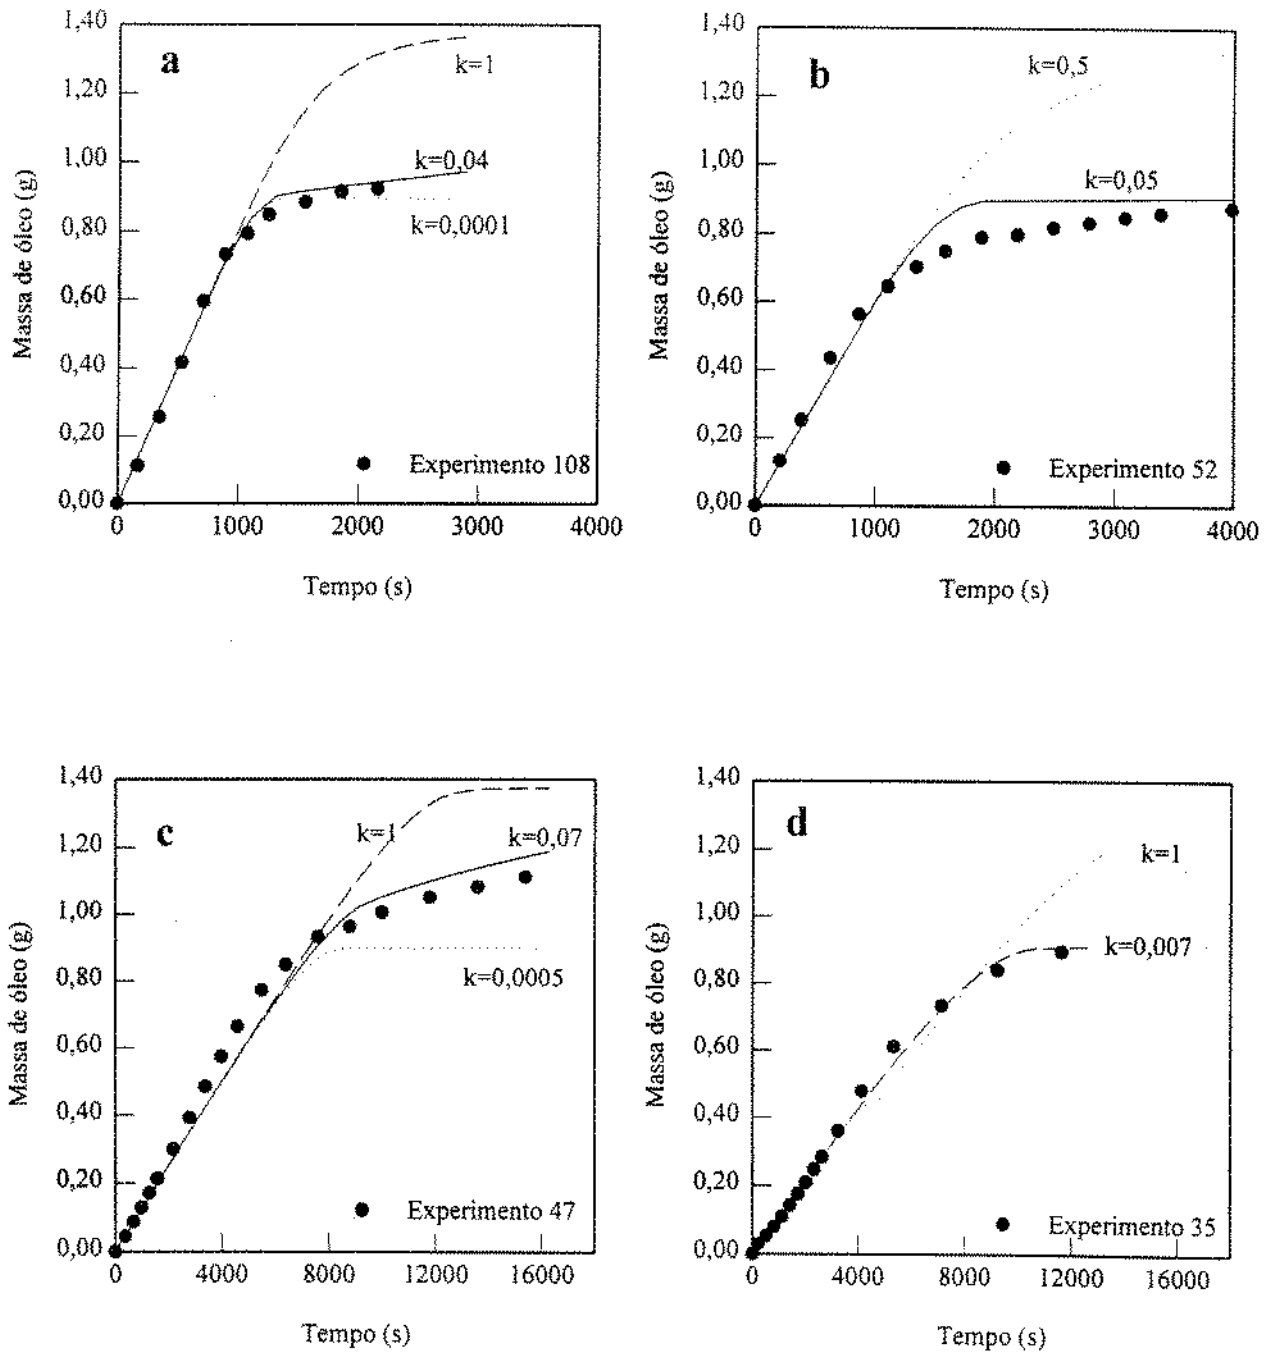 1,40
a
k=1
1,20
1,00
k=0,04
0,80
k=0,0001
0,60
0,40
0,20
Experimento 108
0,00
0 1000 2000 3000 4000
Massa de óleo (g)
Tempo (s)
1,40
b
k=0,5
1,20
1,00
k=0,05
0,80
0,60
0,40
0,20
Experimento 52
0,00
0 1000 2000 3000 4000
Massa de óleo (g)
Tempo (s)
1,40
c
k=1
k=0,07
1,20
1,00
k=0,0005
0,80
0,60
0,40
0,20
Experimento 47
0,00
0 4000 8000 12000 16000
Massa de óleo (g)
Tempo (s)
1,40
d
k=1
1,20
1,00
k=0,007
0,80
0,60
0,40
0,20
Experimento 35
0,00
0 4000 8000 12000 16000
Massa de óleo (g)
Tempo (s)